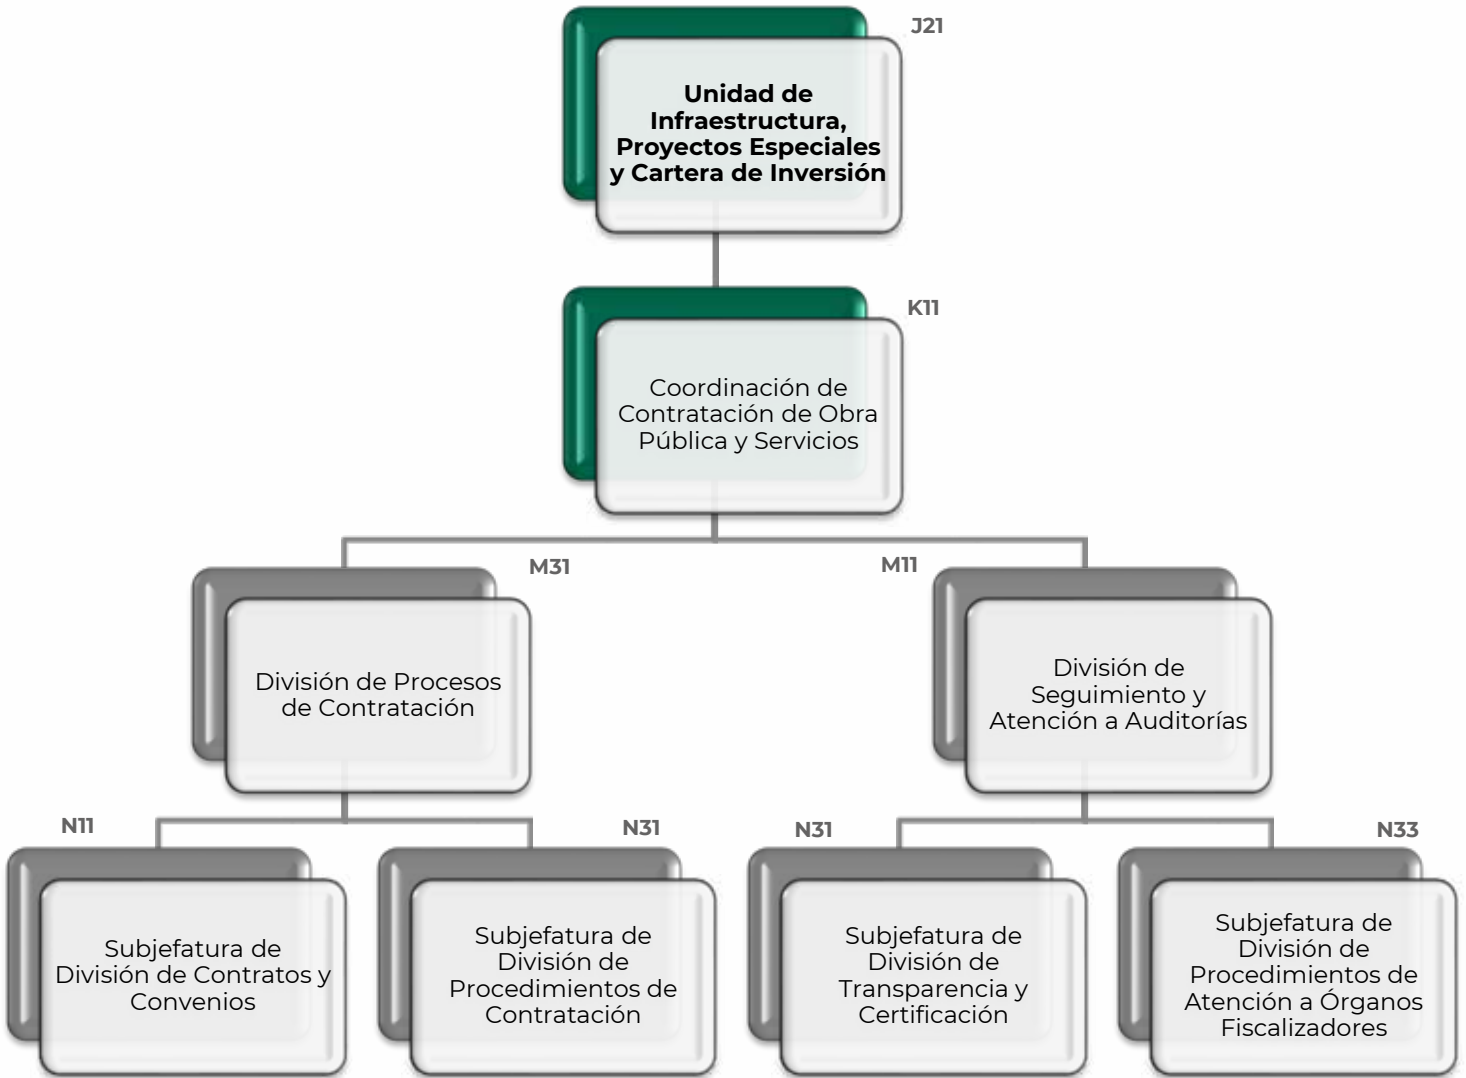 J21
Unidad de
Infraestructura,
Proyectos Especiales
y Cartera de Inversión
K11
Coordinación de
Contratación de Obra
Pública y Servicios
M31
División de Procesos
de Contratación
M11
División de
Seguimiento y
Atención a Auditorías
N11
Subjefatura de
División de Contratos y
Convenios
N31
Subjefatura de
División de
Procedimientos de
Contratación
N31
Subjefatura de
División de
Transparencia y
Certificación
N33
Subjefatura de
División de
Procedimientos de
Atención a Órganos
Fiscalizadores